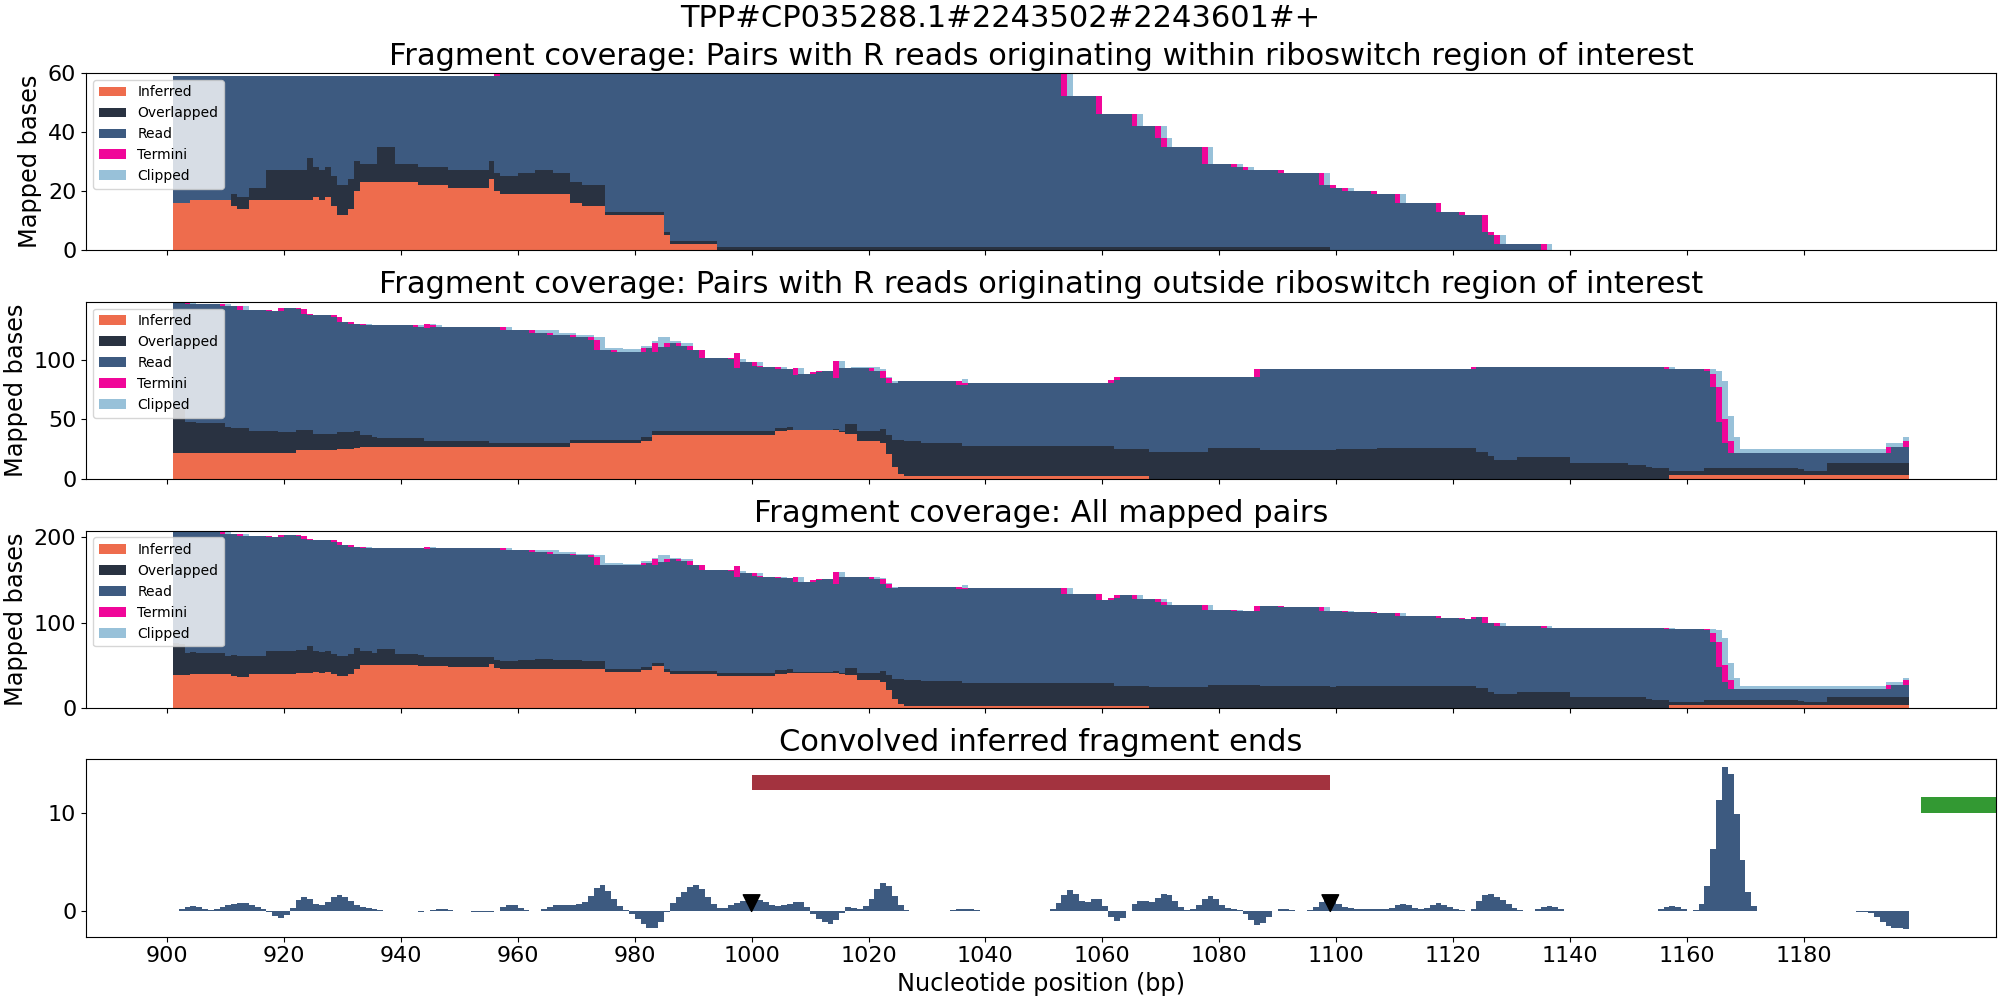 TPP#CP035288.1#2243502#2243601#+
Fragment coverage: Pairs with R reads originating within riboswitch region of interest
Mapped bases
60
40
20
0
Inferred
Overlapped
Read
Termini
Clipped
Fragment coverage: Pairs with R reads originating outside riboswitch region of interest
Mapped bases
100
50
0
Inferred
Overlapped
Read
Termini
Clipped
Fragment coverage: All mapped pairs
Mapped bases
200
100
0
Inferred
Overlapped
Read
Termini
Clipped
Convolved inferred fragment ends
10
0
900 920 940 960 980 1000 1020 1040 1060 1080 1100 1120 1140 1160 1180
Nucleotide position (bp)